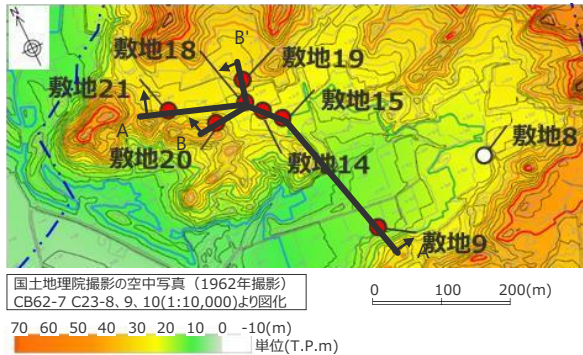 N
敷地18
B'
敷地19
敷地21
敷地15
A
B
敷地8
敷地20
敷地14
敷地9
A'
国土地理院撮影の空中写真（1962年撮影）
CB62-7 C23-8、9、10(1:10,000)より図化
0 100 200(m)
70 60 50 40 30 20 10 0 -10(m)
単位(T.P.m)